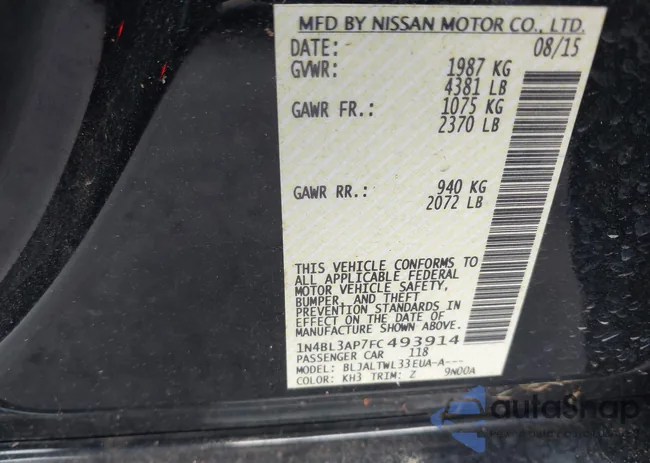 MFD BY NISSAN MOTOR CO., LTD.
DATE: 08/15
GVWR: 1987 KG
4381 LB
GAWR FR.: 1075 KG
2370 LB
GAWR RR.: 940 KG
2072 LB
THIS VEHICLE CONFORMS TO
ALL APPLICABLE FEDERAL
MOTOR VEHICLE SAFETY,
BUMPER, AND THEFT
PREVENTION STANDARDS IN
EFFECT ON THE DATE OF
MANUFACTURE SHOWN ABOVE.
1N4BL3AP7FC493914
PASSENGER CAR 118
MODEL: BLJALTWL33EUA-A---
COLOR: KH3 TRIM: Z 9N00A
autoShap